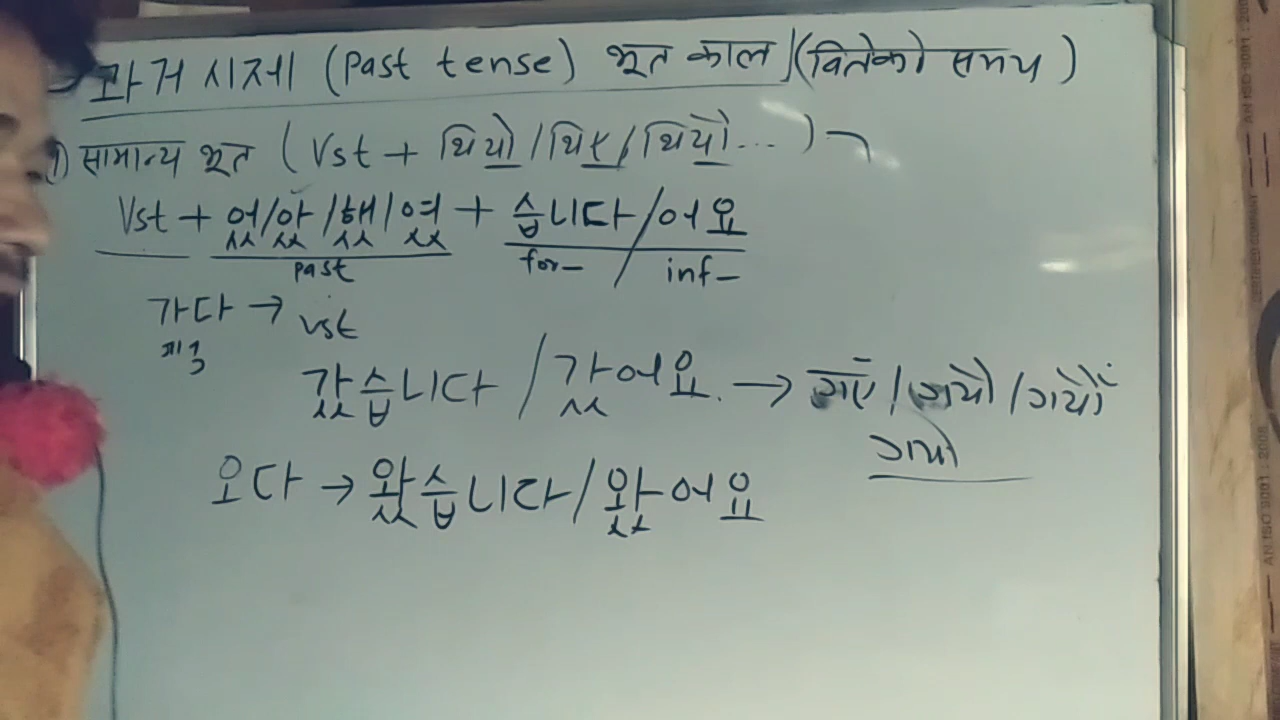 과거 시제 (Past tense) भूत काल (वितेको समय)
1) सामान्य भूत (Vst + थियो/थिए/थियौ...)
Vst + 었/았/했/였 + 습니다/어요
past for- / inf-
가다 → vst
갔습니다 / 갔어요. → गएँ / गयो / गयौं
गयो
오다 → 왔습니다/왔어요